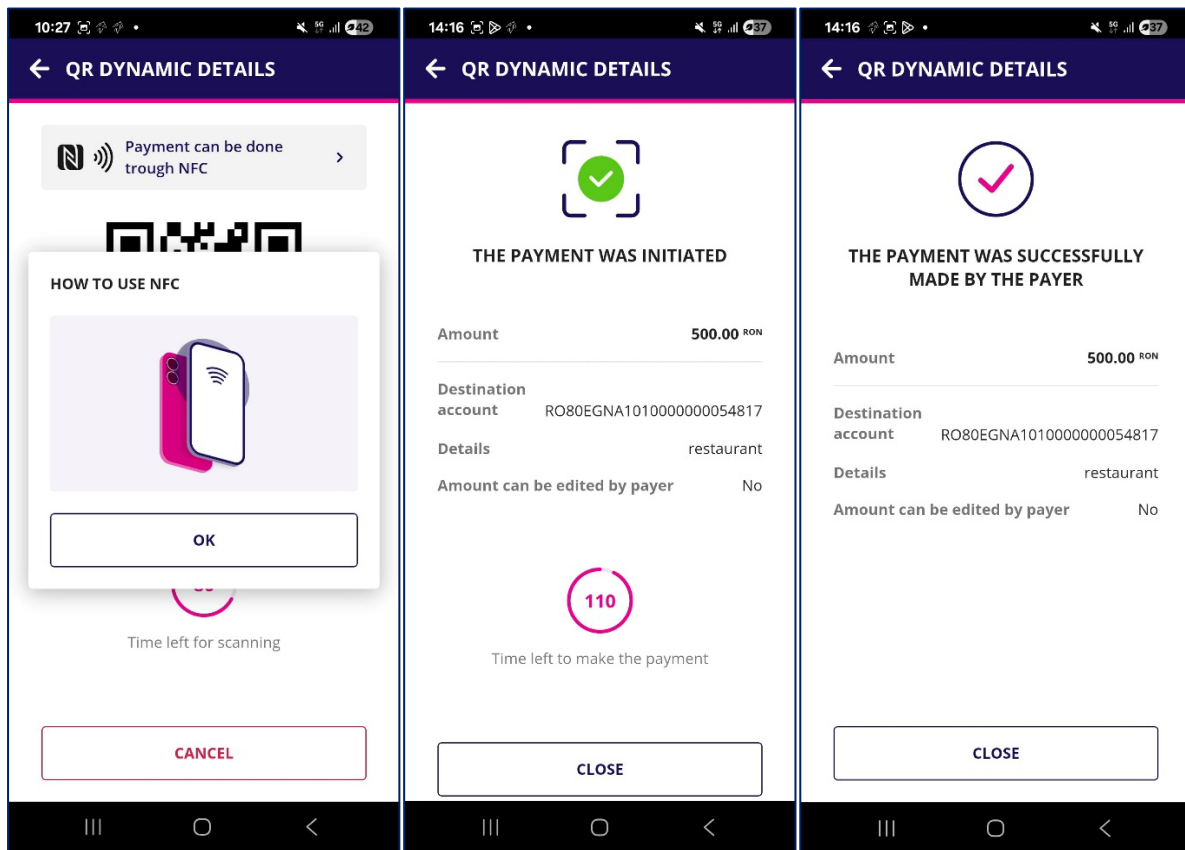 10:27
42
QR DYNAMIC DETAILS
Payment can be done
trough NFC
HOW TO USE NFC
OK
Time left for scanning
CANCEL
14:16
5G
37
QR DYNAMIC DETAILS
THE PAYMENT WAS INITIATED
Amount 500.00 RON
Destination
account RO80EGNA1010000000054817
Details restaurant
Amount can be edited by payer No
110
Time left to make the payment
CLOSE
14:16
5G
37
QR DYNAMIC DETAILS
THE PAYMENT WAS SUCCESSFULLY
MADE BY THE PAYER
Amount 500.00 RON
Destination
account RO80EGNA1010000000054817
Details restaurant
Amount can be edited by payer No
CLOSE